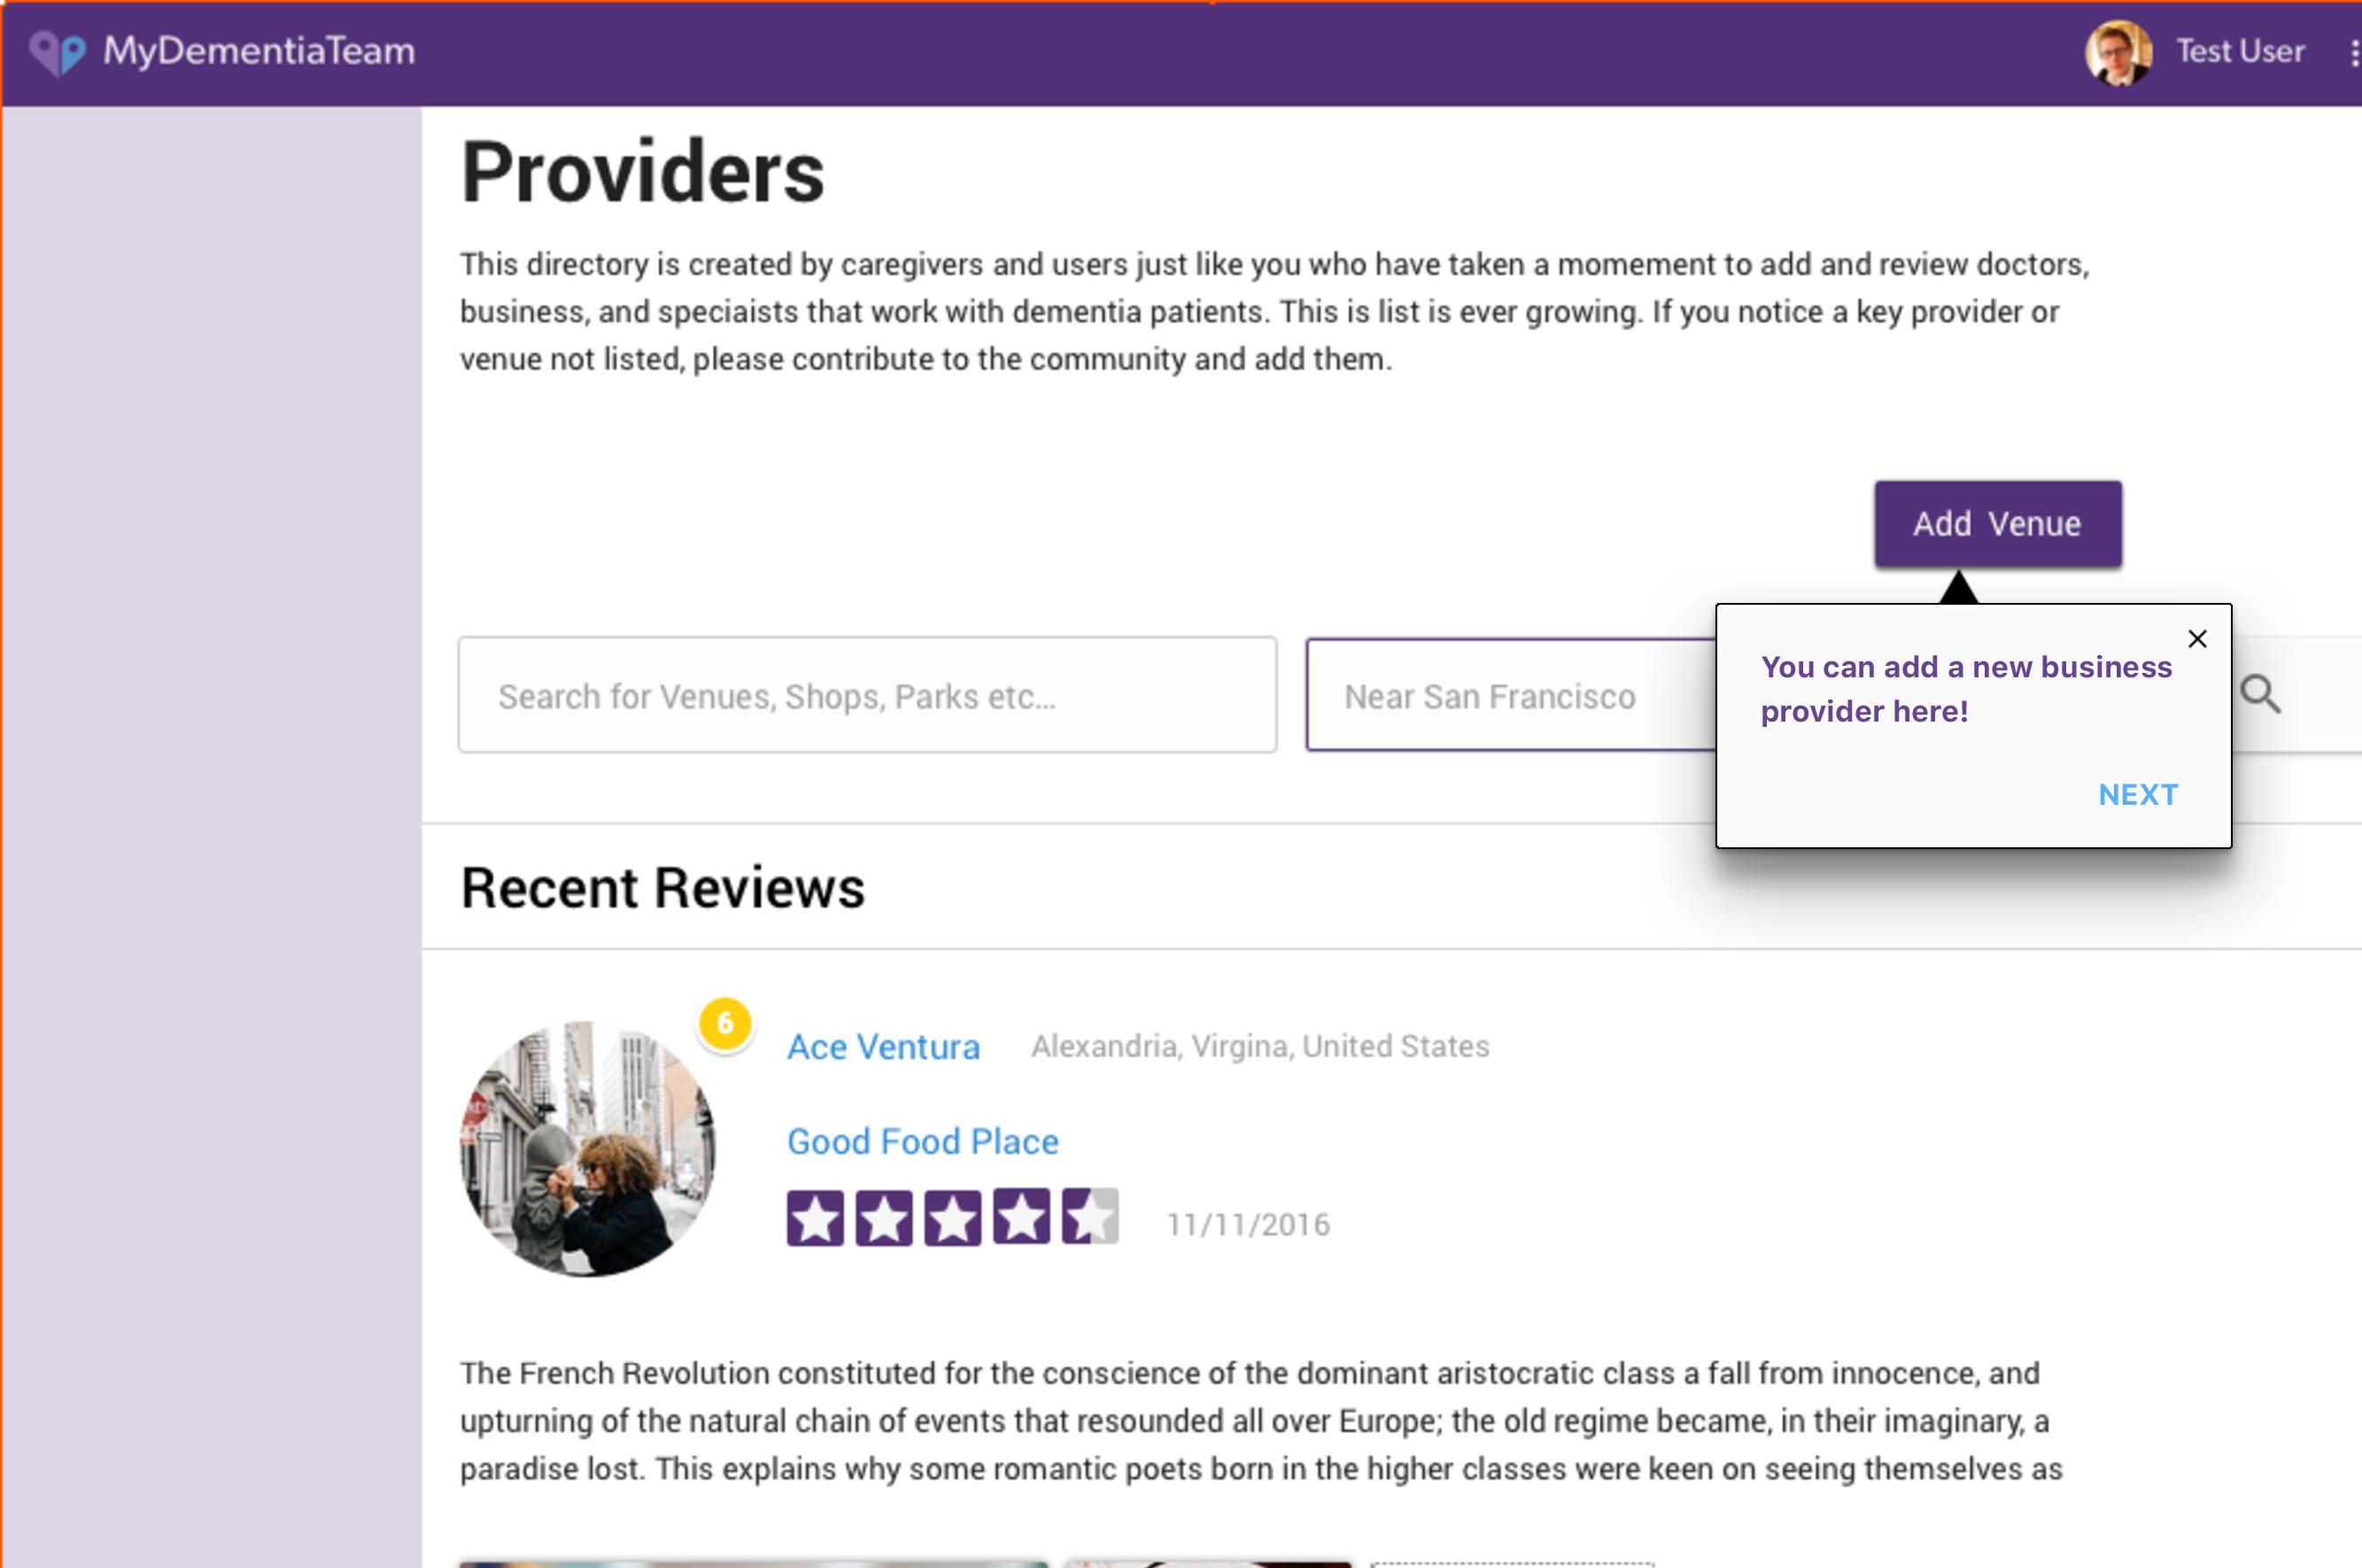 MyDementiaTeam
Test User
Providers
This directory is created by caregivers and users just like you who have taken a momement to add and review doctors,
business, and speciaists that work with dementia patients. This is list is ever growing. If you notice a key provider or
venue not listed, please contribute to the community and add them.
Add Venue
Search for Venues, Shops, Parks etc...
Near San Francisco
You can add a new business
provider here!
NEXT
Recent Reviews
6
Ace Ventura
Alexandria, Virgina, United States
Good Food Place
11/11/2016
The French Revolution constituted for the conscience of the dominant aristocratic class a fall from innocence, and
upturning of the natural chain of events that resounded all over Europe; the old regime became, in their imaginary, a
paradise lost. This explains why some romantic poets born in the higher classes were keen on seeing themselves as